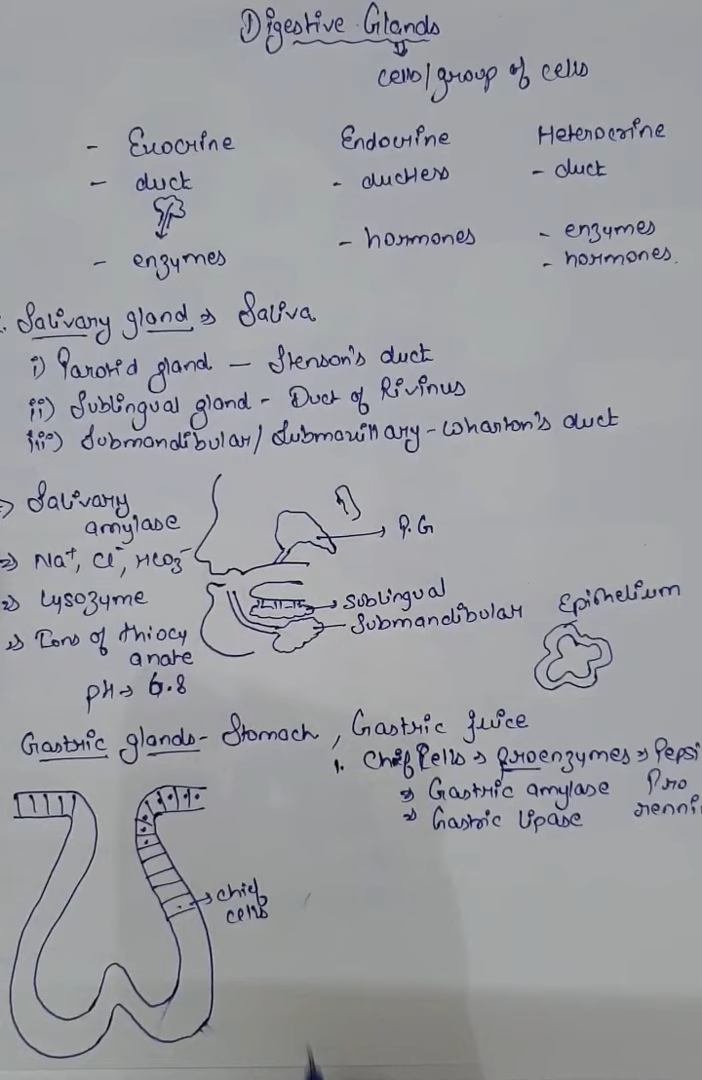 Digestive Glands
cells/group of cells
- Exocrine Endocrine Heterocrine
- duct - ductless - duct
- enzymes - hormones - enzymes
- hormones.
Salivary gland → Saliva
i) Parotid gland - Stenson's duct
ii) Sublingual gland - Duct of Rivinus
iii) Submandibular/Submaxillary - Wharton's duct
→ Salivary
amylase
→ Na+, Cl-, HCO3-
→ Lysozyme
→ Ions of thiocy
anate
pH → 6.8
P.G
Sublingual
Submandibular
Epithelium
Gastric glands - Stomach, Gastric juice
1. Chief Cells → Proenzymes → Pepsi
→ Gastric amylase Pro
→ Gastric lipase renni
chief
cells